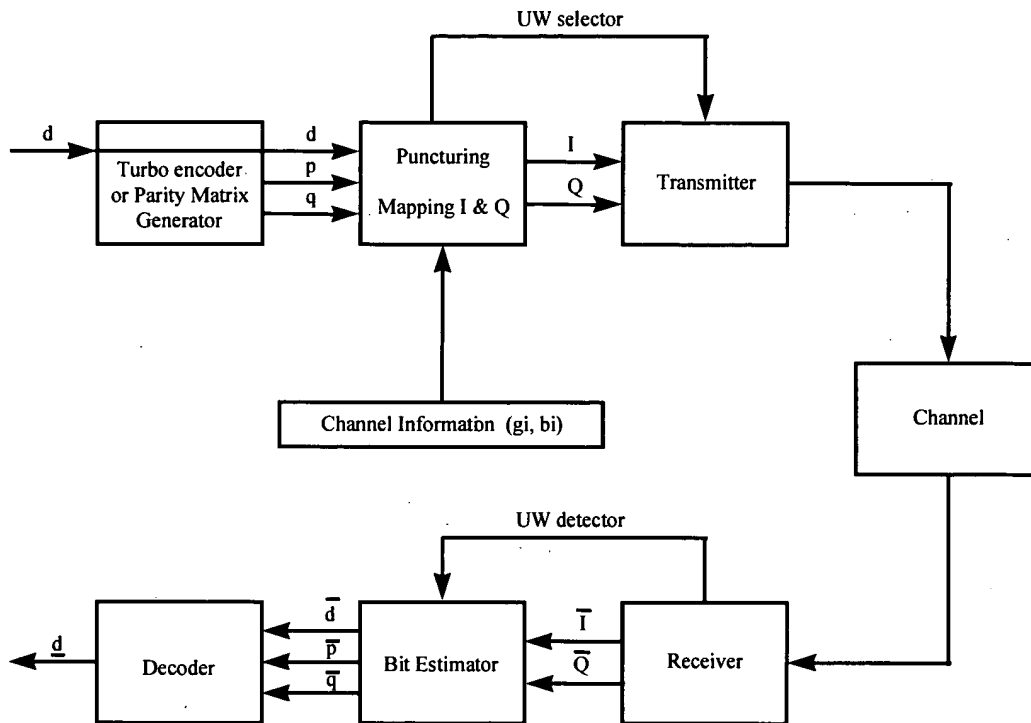 UW selector
d
Turbo encoder
or Parity Matrix
Generator
d
p
q
Puncturing
Mapping I & Q
I
Q
Transmitter
Channel Information (gi, bi)
Channel
UW detector
d
Decoder
d̅
p̅
q̅
Bit Estimator
I̅
Q̅
Receiver